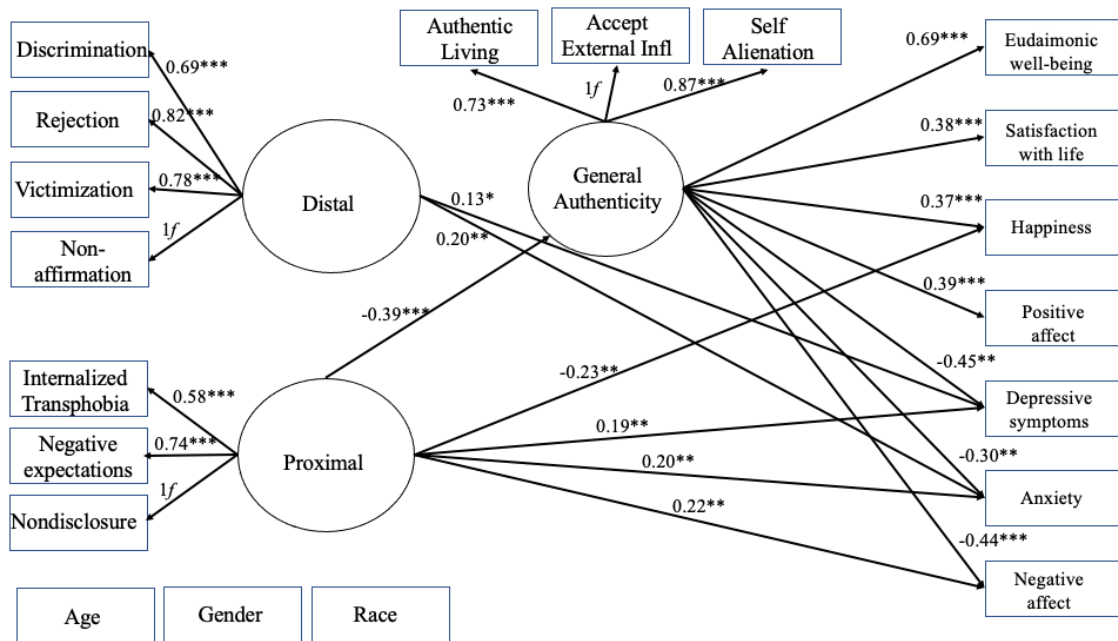 Discrimination
0.69***
Rejection
0.82***
Victimization
0.78***
Non-
affirmation
1f
Distal
Authentic
Living
0.73***
Accept
External Infl
1f
Self
Alienation
0.87***
General
Authenticity
0.13*
0.20**
-0.39***
Internalized
Transphobia
0.58***
Negative
expectations
0.74***
Nondisclosure
1f
Proximal
-0.23**
0.19**
0.20**
0.22**
0.69***
Eudaimonic
well-being
0.38***
Satisfaction
with life
0.37***
Happiness
0.39***
Positive
affect
-0.45**
Depressive
symptoms
-0.30**
Anxiety
-0.44***
Negative
affect
Age
Gender
Race